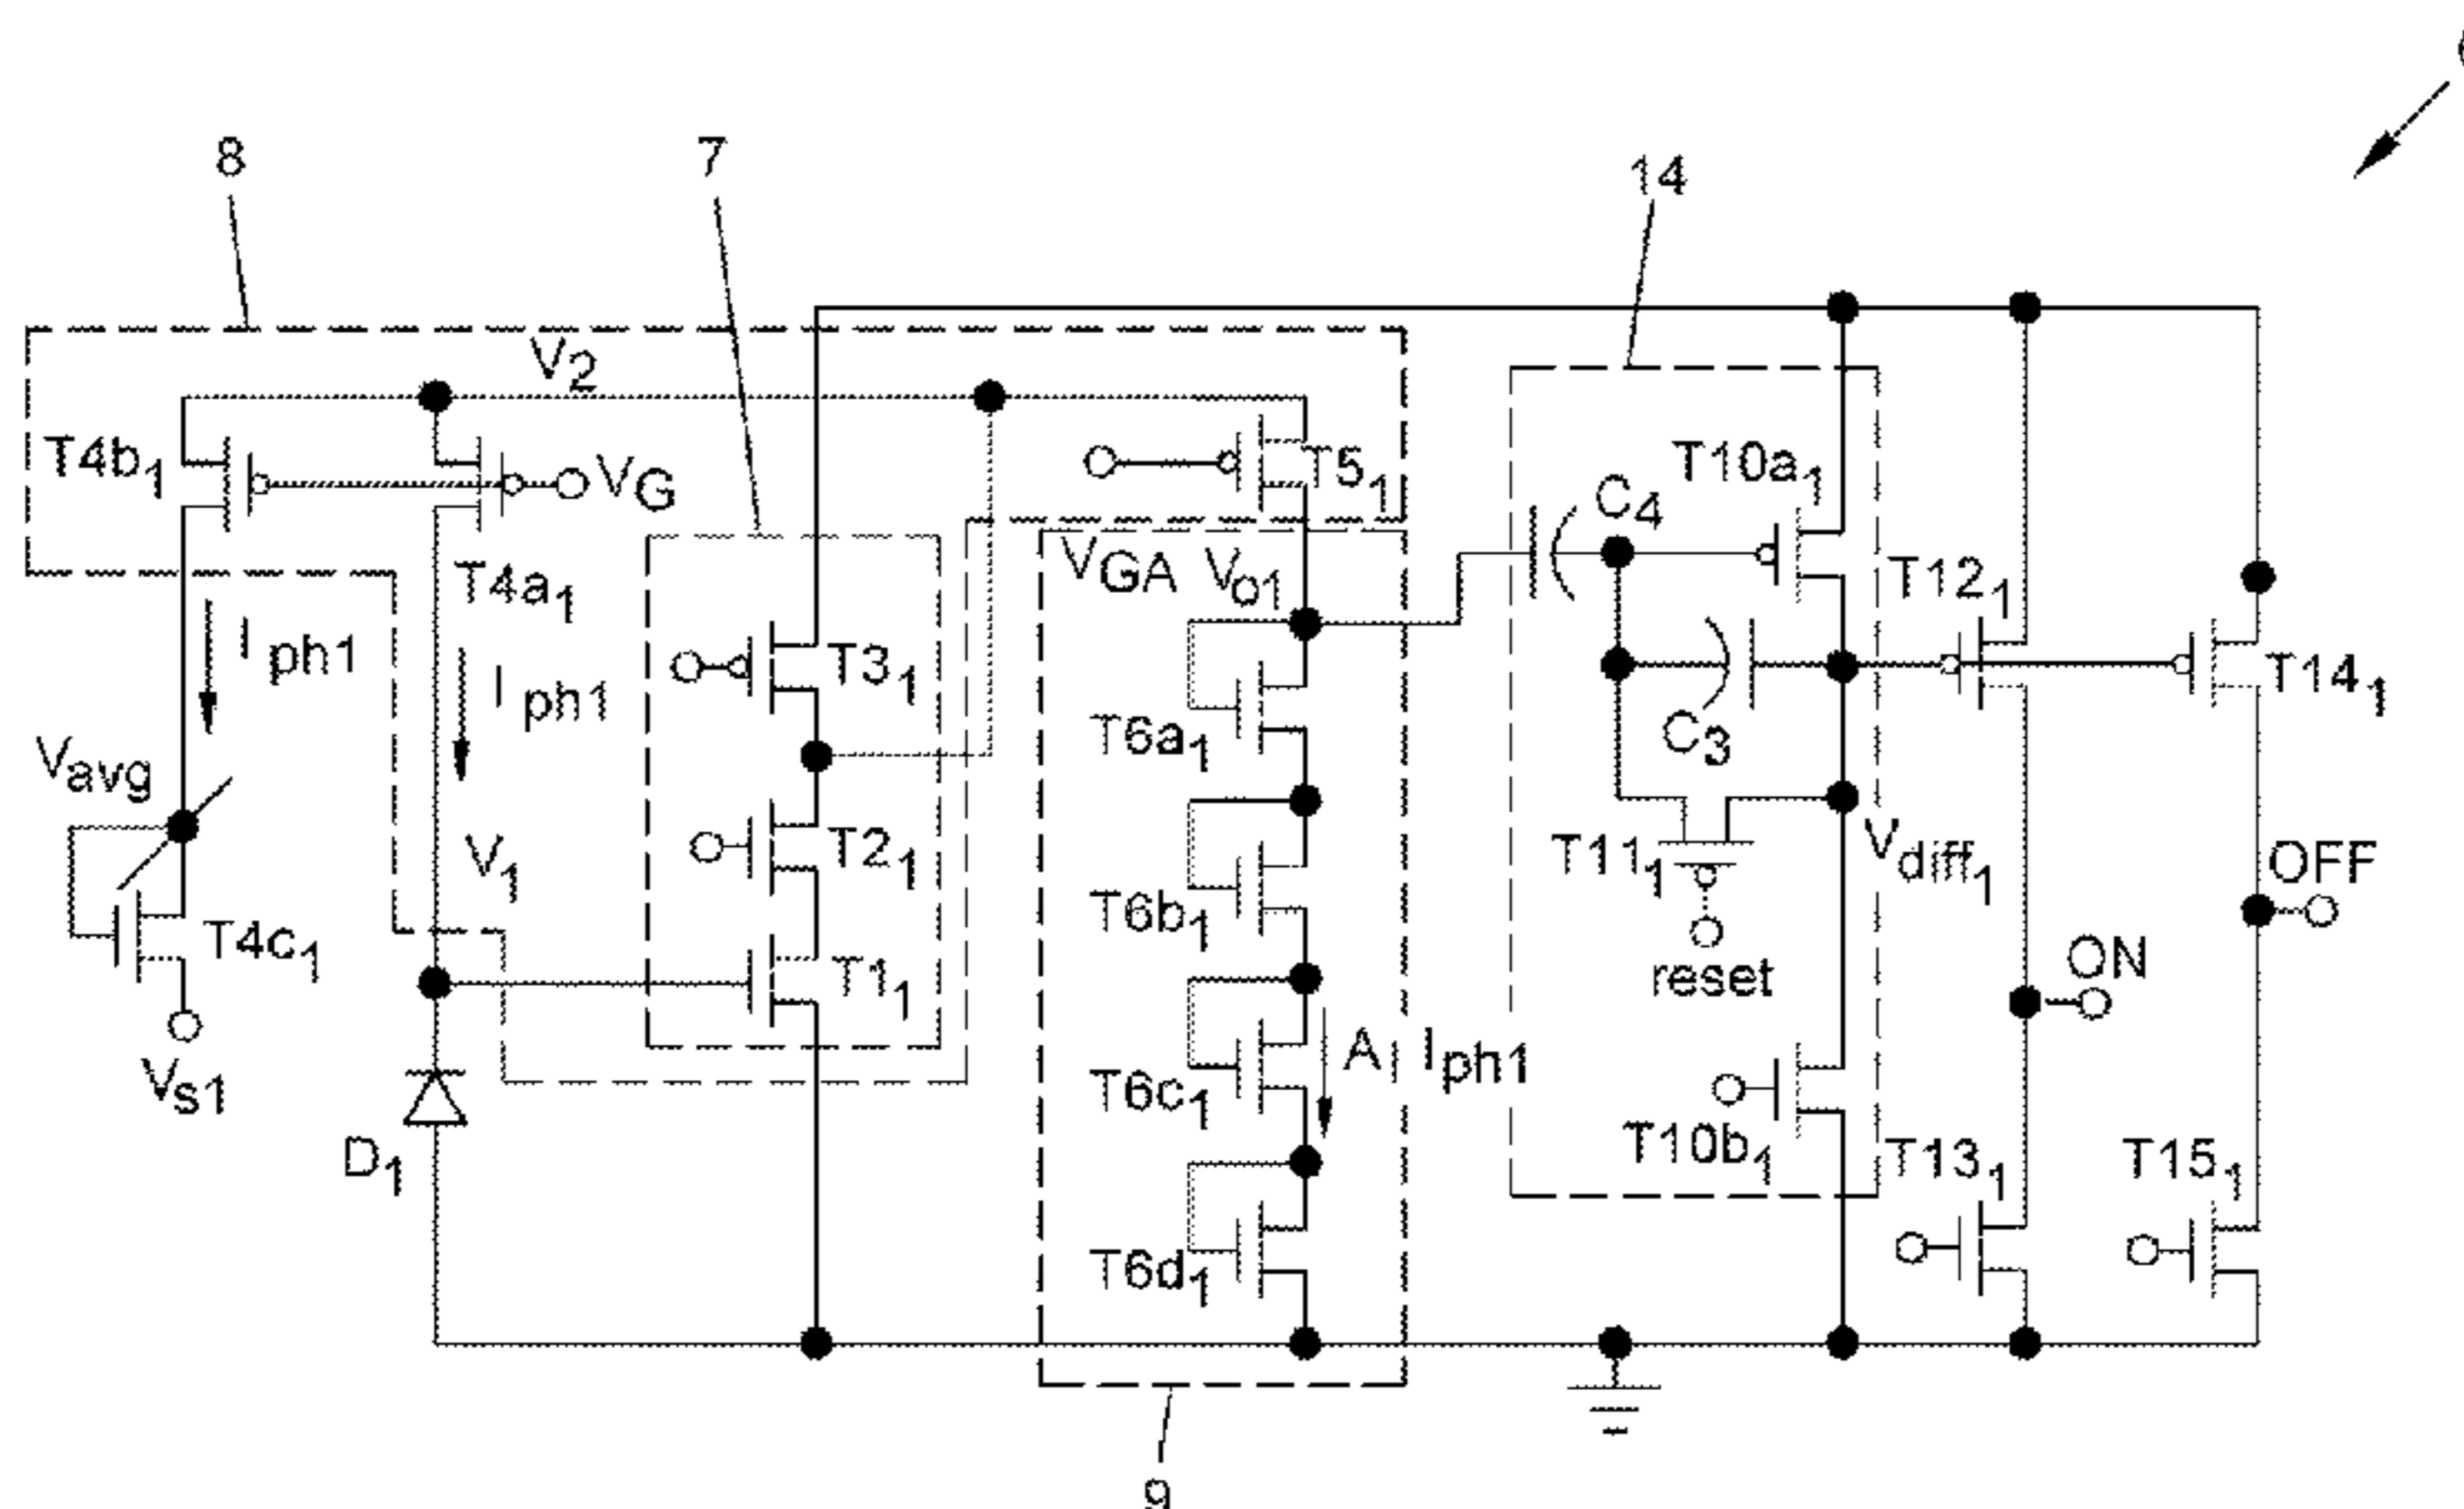 8
7
14
V2
T4b1
VG
T51
T10a1
C4
VGA
Vo1
T121
T4a1
Iph1
Iph1
T31
T141
T6a1
C3
Vavg
V1
T21
T111
Vdiff1
OFF
T6b1
T4c1
T11
reset
ON
Vs1
A1 Iph1
T6c1
D1
T10b1
T131
T151
T6d1
9